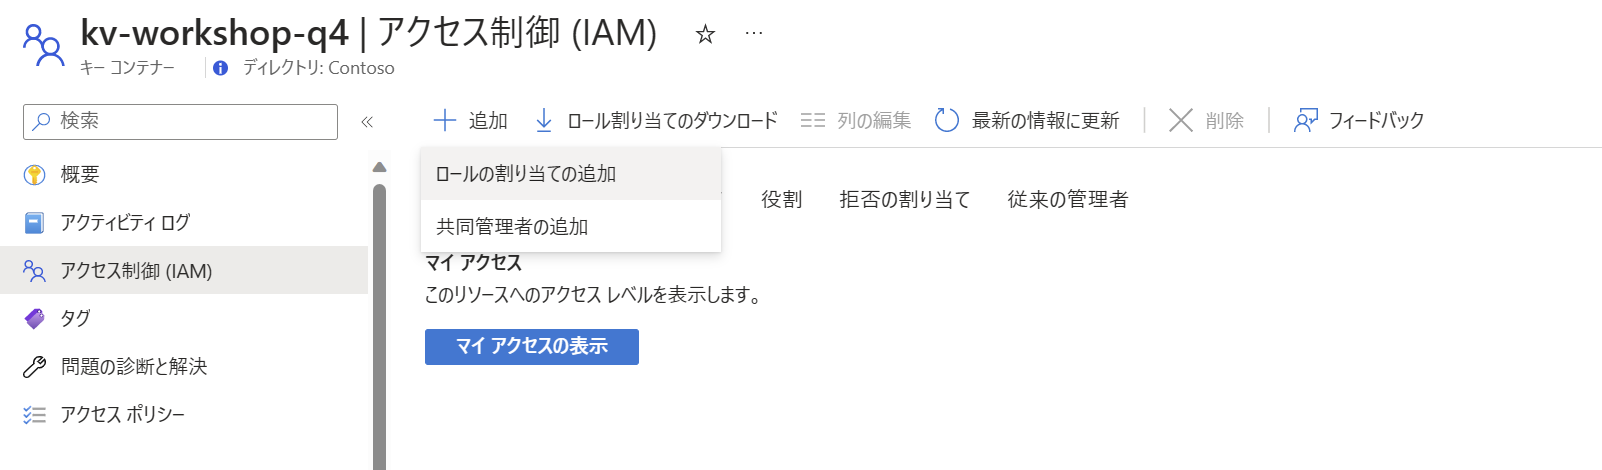 kv-workshop-q4 | アクセス制御 (IAM)
キー コンテナー
ディレクトリ: Contoso
検索
追加
ロール割り当てのダウンロード
列の編集
最新の情報に更新
削除
フィードバック
概要
アクティビティ ログ
アクセス制御 (IAM)
タグ
問題の診断と解決
アクセス ポリシー
ロールの割り当ての追加
共同管理者の追加
役割
拒否の割り当て
従来の管理者
マイ アクセス
このリソースへのアクセス レベルを表示します。
マイ アクセスの表示